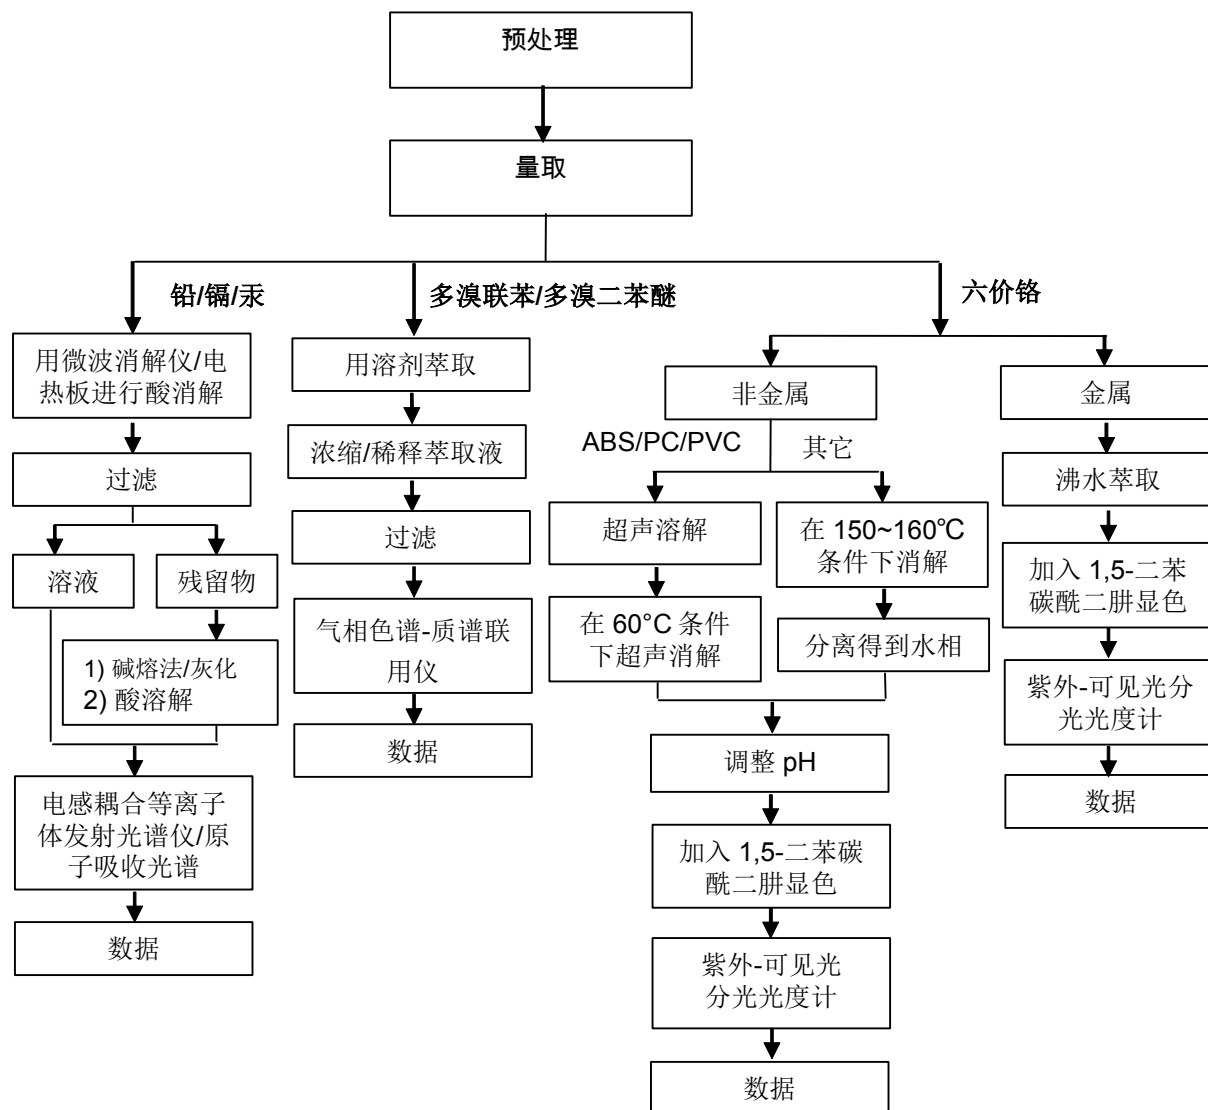 预处理
量取
铅/镉/汞
多溴联苯/多溴二苯醚
六价铬
用微波消解仪/电
热板进行酸消解
过滤
溶液
残留物
1) 碱熔法/灰化
2) 酸溶解
电感耦合等离子
体发射光谱仪/原
子吸收光谱
数据
用溶剂萃取
浓缩/稀释萃取液
过滤
气相色谱-质谱联
用仪
数据
非金属
ABS/PC/PVC
其它
超声溶解
在 60°C 条件
下超声消解
在 150~160℃
条件下消解
分离得到水相
调整 pH
加入 1,5-二苯碳
酰二肼显色
紫外-可见光
分光光度计
数据
金属
沸水萃取
加入 1,5-二苯
碳酰二肼显色
紫外-可见光分
光光度计
数据